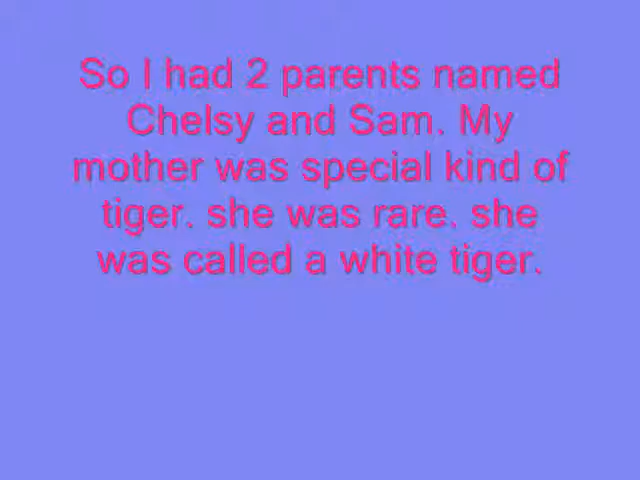 So I had 2 parents named
Chelsy and Sam. My
mother was special kind of
tiger. she was rare. she
was called a white tiger.